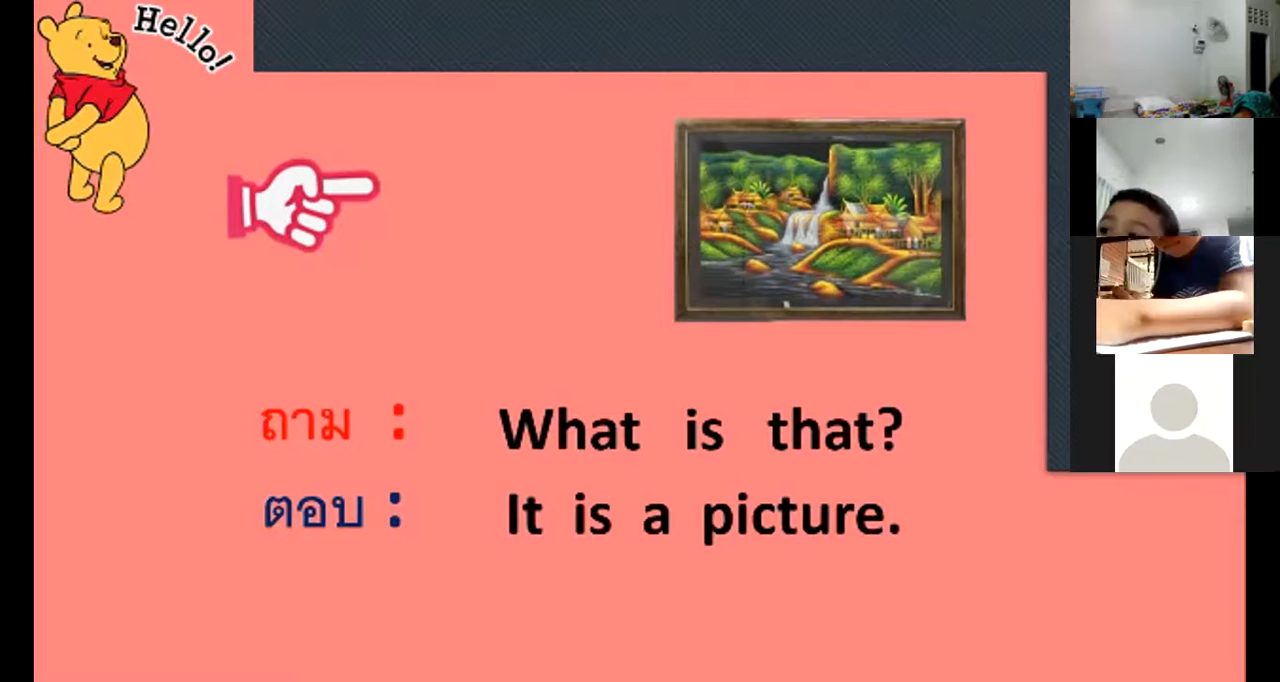 Hello!
ถาม : What is that?
ตอบ : It is a picture.